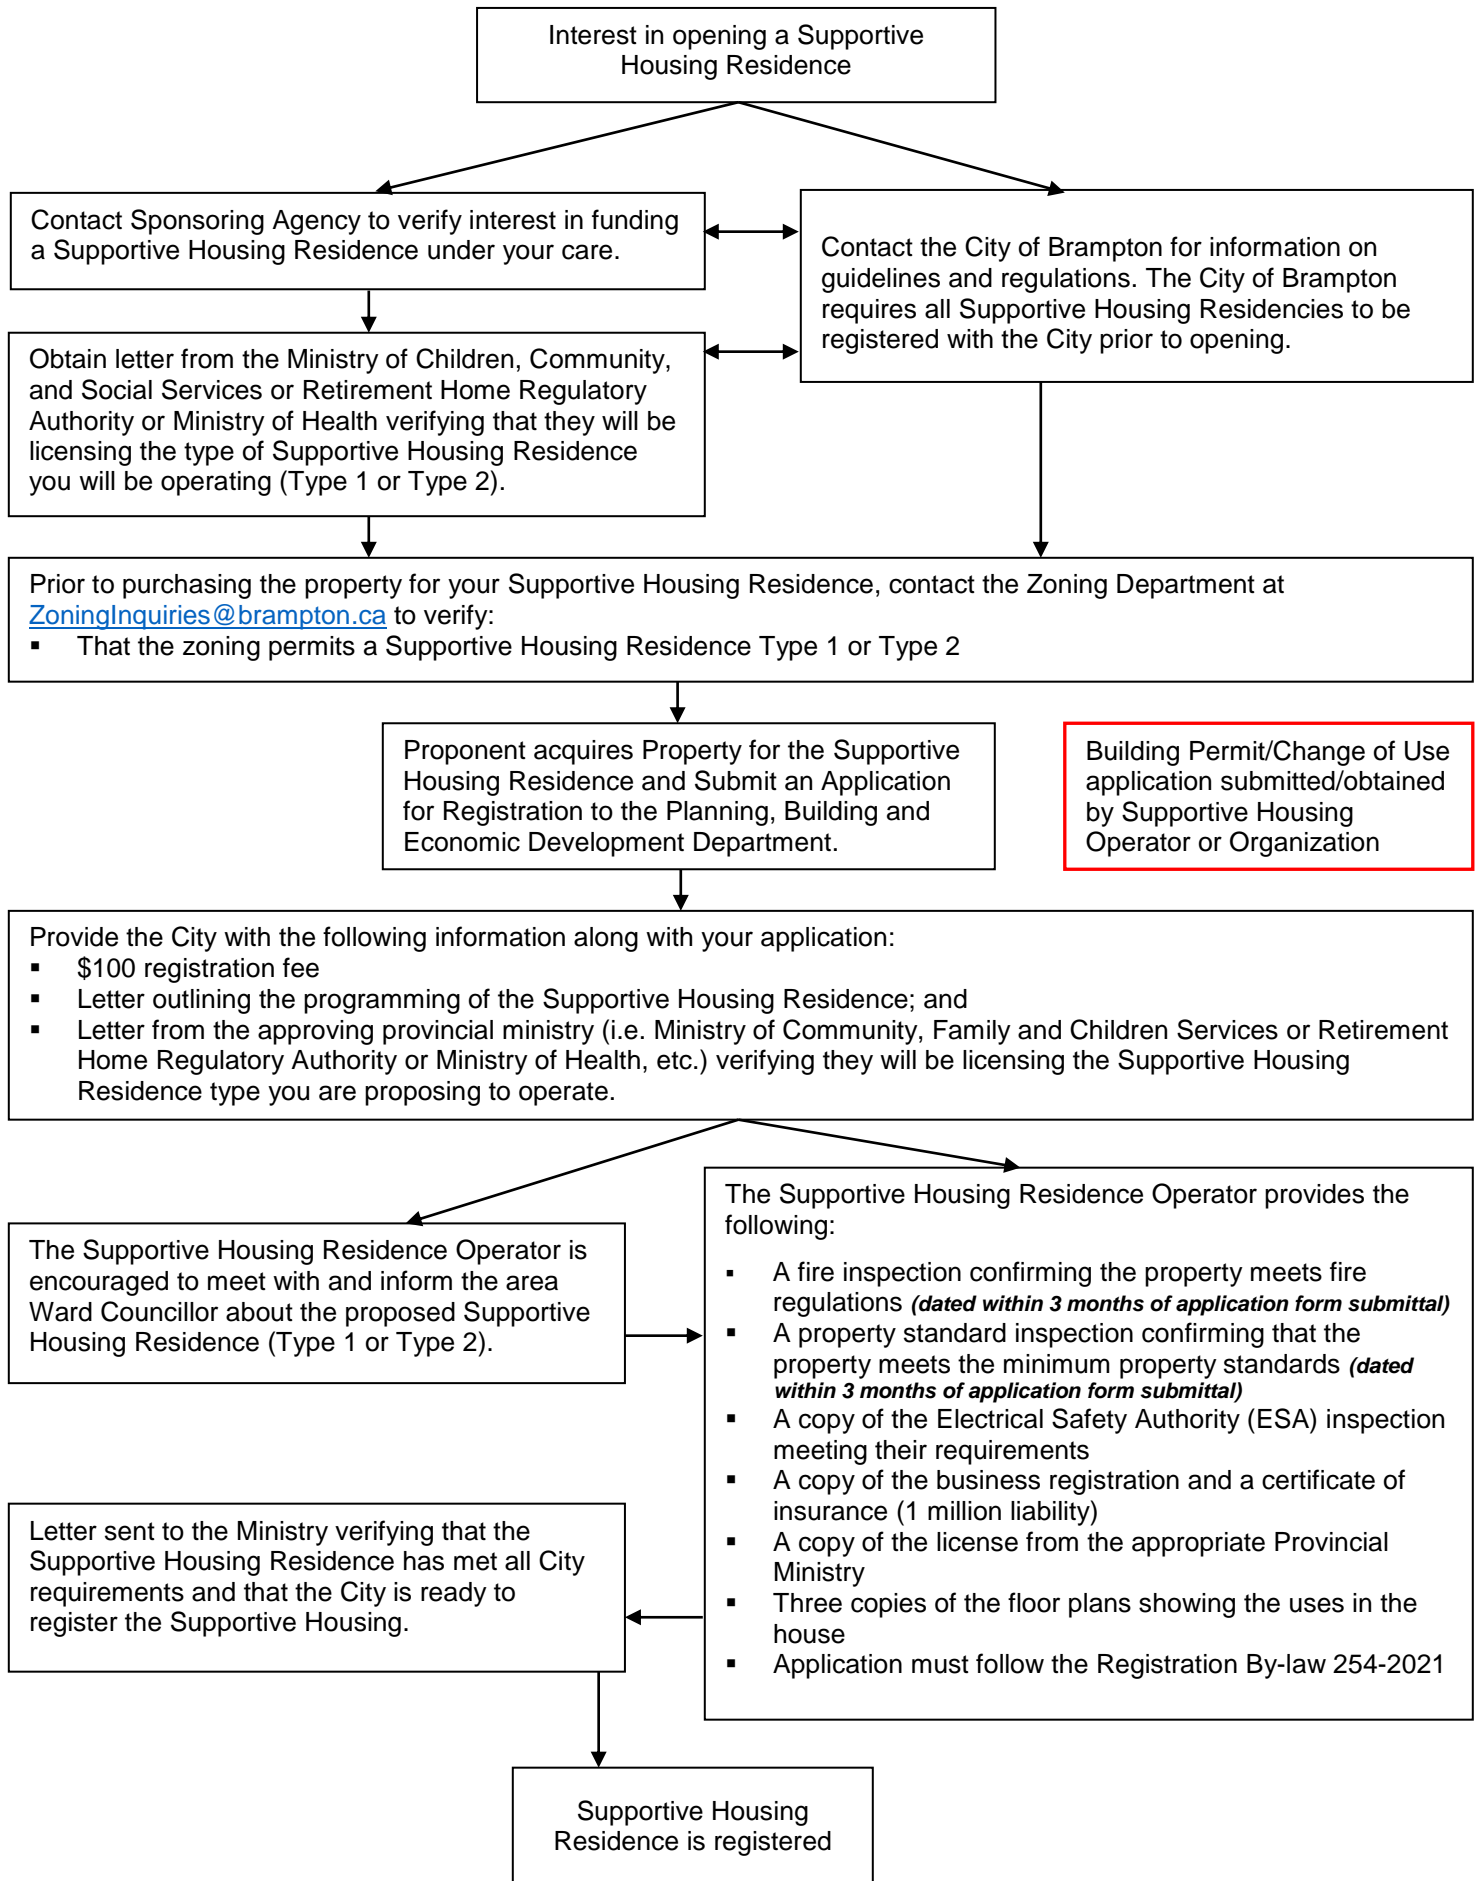 Interest in opening a Supportive
Housing Residence
Contact Sponsoring Agency to verify interest in funding
a Supportive Housing Residence under your care.
Contact the City of Brampton for information on
guidelines and regulations. The City of Brampton
requires all Supportive Housing Residencies to be
registered with the City prior to opening.
Obtain letter from the Ministry of Children, Community,
and Social Services or Retirement Home Regulatory
Authority or Ministry of Health verifying that they will be
licensing the type of Supportive Housing Residence
you will be operating (Type 1 or Type 2).
Prior to purchasing the property for your Supportive Housing Residence, contact the Zoning Department at
ZoningInquiries@brampton.ca to verify:
▪ That the zoning permits a Supportive Housing Residence Type 1 or Type 2
Proponent acquires Property for the Supportive
Housing Residence and Submit an Application
for Registration to the Planning, Building and
Economic Development Department.
Building Permit/Change of Use
application submitted/obtained
by Supportive Housing
Operator or Organization
Provide the City with the following information along with your application:
▪ $100 registration fee
▪ Letter outlining the programming of the Supportive Housing Residence; and
▪ Letter from the approving provincial ministry (i.e. Ministry of Community, Family and Children Services or Retirement
Home Regulatory Authority or Ministry of Health, etc.) verifying they will be licensing the Supportive Housing
Residence type you are proposing to operate.
The Supportive Housing Residence Operator is
encouraged to meet with and inform the area
Ward Councillor about the proposed Supportive
Housing Residence (Type 1 or Type 2).
The Supportive Housing Residence Operator provides the
following:
▪ A fire inspection confirming the property meets fire
regulations (dated within 3 months of application form submittal)
▪ A property standard inspection confirming that the
property meets the minimum property standards (dated
within 3 months of application form submittal)
▪ A copy of the Electrical Safety Authority (ESA) inspection
meeting their requirements
▪ A copy of the business registration and a certificate of
insurance (1 million liability)
▪ A copy of the license from the appropriate Provincial
Ministry
▪ Three copies of the floor plans showing the uses in the
house
▪ Application must follow the Registration By-law 254-2021
Letter sent to the Ministry verifying that the
Supportive Housing Residence has met all City
requirements and that the City is ready to
register the Supportive Housing.
Supportive Housing
Residence is registered